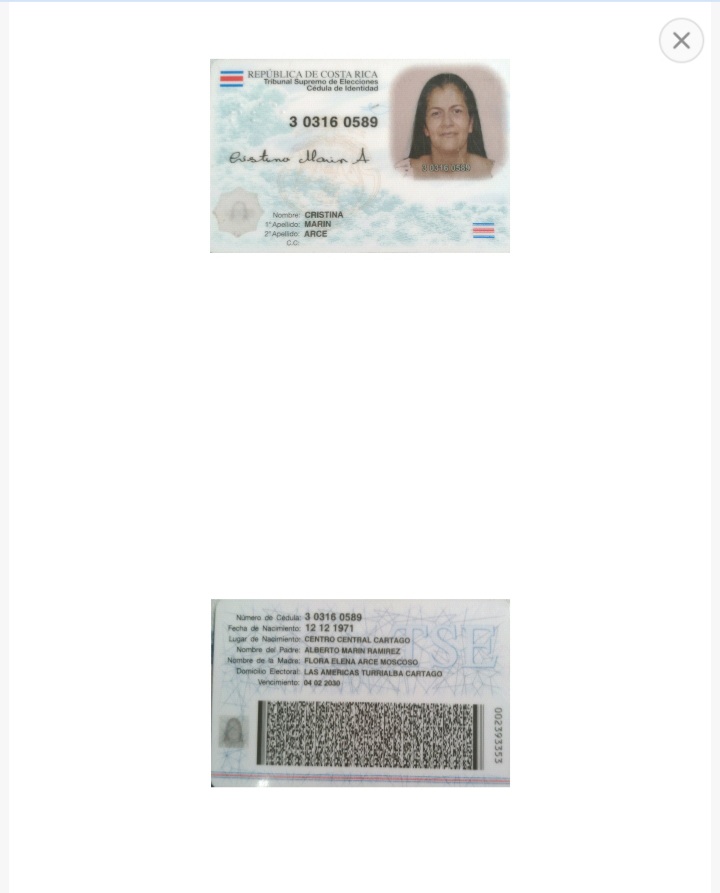 REPÚBLICA DE COSTA RICA
Tribunal Supremo de Elecciones
Cédula de Identidad
3 0316 0589
Cristina Marin A
3 0316 0589
Nombre: CRISTINA
1° Apellido: MARIN
2° Apellido: ARCE
C.C:
Número de Cédula: 3 0316 0589
Fecha de Nacimiento: 12 12 1971
Lugar de Nacimiento: CENTRO CENTRAL CARTAGO
Nombre del Padre: ALBERTO MARIN RAMIREZ
Nombre de la Madre: FLORA ELENA ARCE MOSCOSO
Domicilio Electoral: LAS AMERICAS TURRIALBA CARTAGO
Vencimiento: 04 02 2030
TSE
002393353